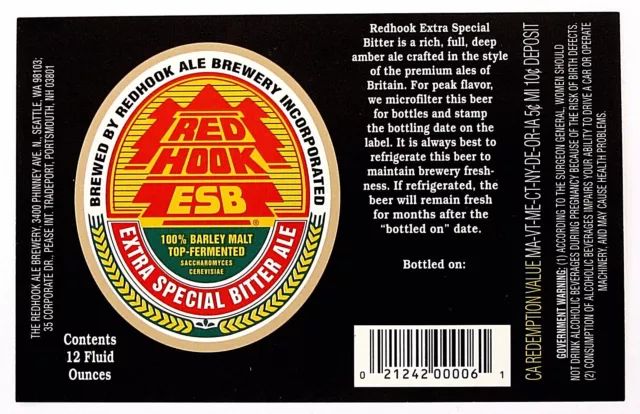 THE REDHOOK ALE BREWERY, 3400 PHINNEY AVE. N., SEATTLE, WA 98103;
35 CORPORATE DR., PEASE INT. TRADEPORT, PORTSMOUTH, NH 03801
BREWED BY REDHOOK ALE BREWERY INCORPORATED
RED
HOOK
ESB
®
100% BARLEY MALT
TOP-FERMENTED
SACCHAROMYCES
CEREVISIAE
EXTRA SPECIAL BITTER ALE
Contents
12 Fluid
Ounces
Redhook Extra Special
Bitter is a rich, full, deep
amber ale crafted in the style
of the premium ales of
Britain. For peak flavor,
we microfilter this beer
for bottles and stamp
the bottling date on the
label. It is always best to
refrigerate this beer to
maintain brewery fresh-
ness. If refrigerated, the
beer will remain fresh
for months after the
"bottled on" date.
Bottled on:
0 21242 00006 1
CA REDEMPTION VALUE MA-VT-ME-CT-NY-DE-OR-IA 5¢ MI 10¢ DEPOSIT
GOVERNMENT WARNING: (1) ACCORDING TO THE SURGEON GENERAL, WOMEN SHOULD
NOT DRINK ALCOHOLIC BEVERAGES DURING PREGNANCY BECAUSE OF THE RISK OF BIRTH DEFECTS.
(2) CONSUMPTION OF ALCOHOLIC BEVERAGES IMPAIRS YOUR ABILITY TO DRIVE A CAR OR OPERATE
MACHINERY, AND MAY CAUSE HEALTH PROBLEMS.